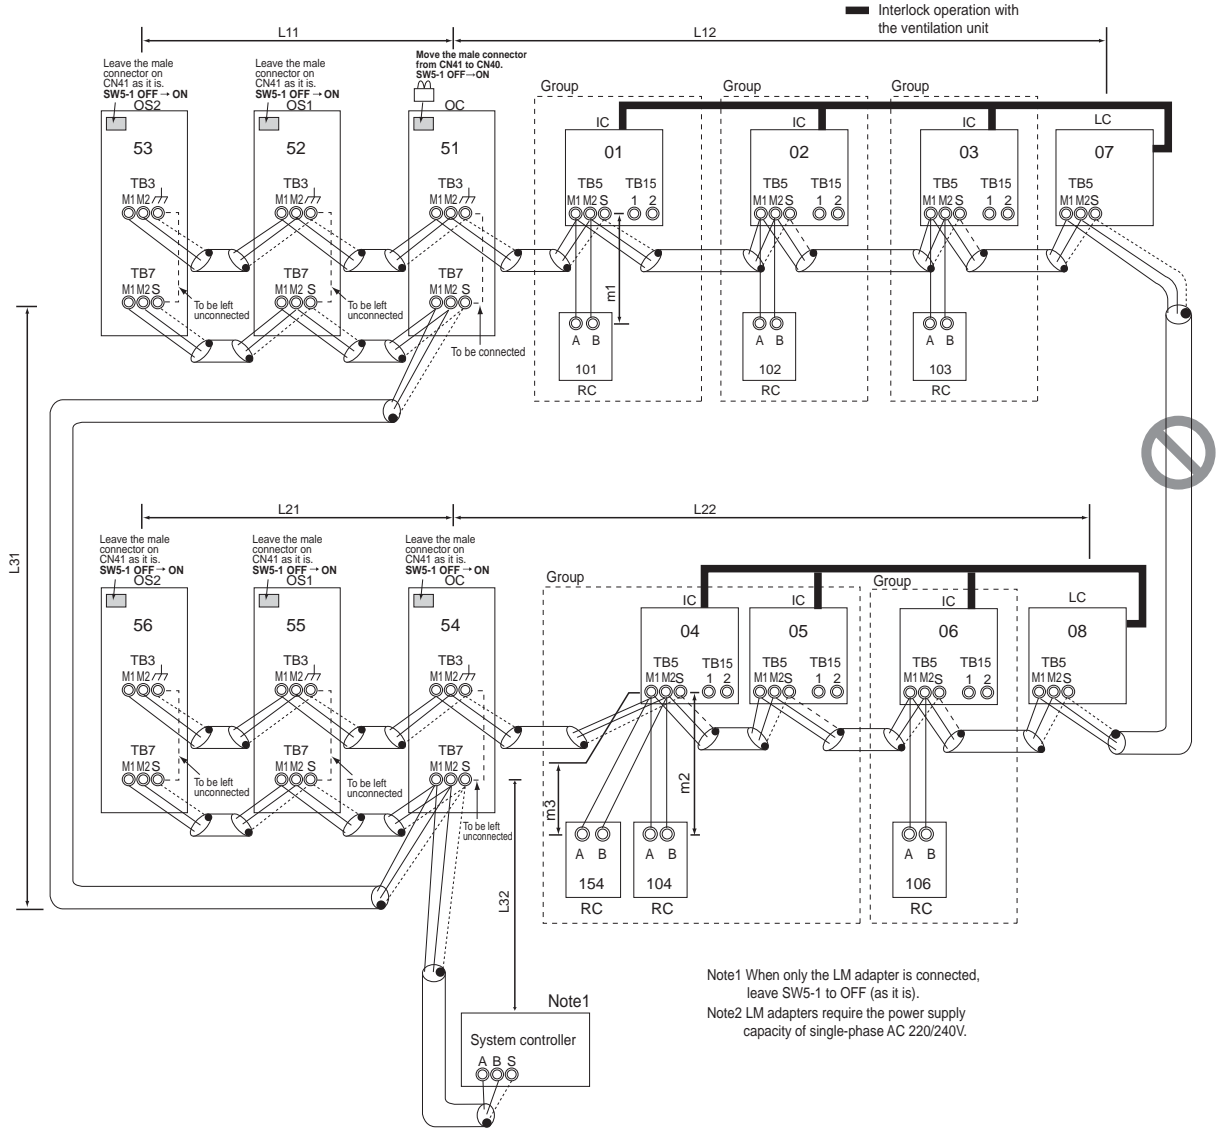 Interlock operation with
the ventilation unit
L11
L12
Leave the male
connector on
CN41 as it is.
SW5-1 OFF → ON
OS2
Leave the male
connector on
CN41 as it is.
SW5-1 OFF → ON
OS1
Move the male connector
from CN41 to CN40.
SW5-1 OFF→ON
OC
Group
Group
Group
IC
IC
IC
LC
53
52
51
01
02
03
07
TB3
TB3
TB3
TB5 TB15
TB5 TB15
TB5 TB15
TB5
M1 M2
M1 M2
M1 M2
M1 M2 S 1 2
M1 M2 S 1 2
M1 M2 S 1 2
M1 M2 S
TB7
TB7
TB7
M1 M2 S
M1 M2 S
M1 M2 S
m1
To be left
unconnected
To be left
unconnected
To be connected
A B
101
RC
A B
102
RC
A B
103
RC
L31
L21
L22
Leave the male
connector on
CN41 as it is.
SW5-1 OFF → ON
OS2
Leave the male
connector on
CN41 as it is.
SW5-1 OFF → ON
OS1
Leave the male
connector on
CN41 as it is.
SW5-1 OFF → ON
OC
Group
Group
IC
IC
IC
LC
56
55
54
04
05
06
08
TB3
TB3
TB3
TB5 TB15
TB5 TB15
TB5 TB15
TB5
M1 M2
M1 M2
M1 M2
M1 M2 S 1 2
M1 M2 S 1 2
M1 M2 S 1 2
M1 M2 S
TB7
TB7
TB7
M1 M2 S
M1 M2 S
M1 M2 S
To be left
unconnected
To be left
unconnected
To be left
unconnected
m3
m2
A B
154
RC
A B
104
RC
A B
106
RC
L32
Note1 When only the LM adapter is connected,
leave SW5-1 to OFF (as it is).
Note2 LM adapters require the power supply
capacity of single-phase AC 220/240V.
Note1
System controller
A B S